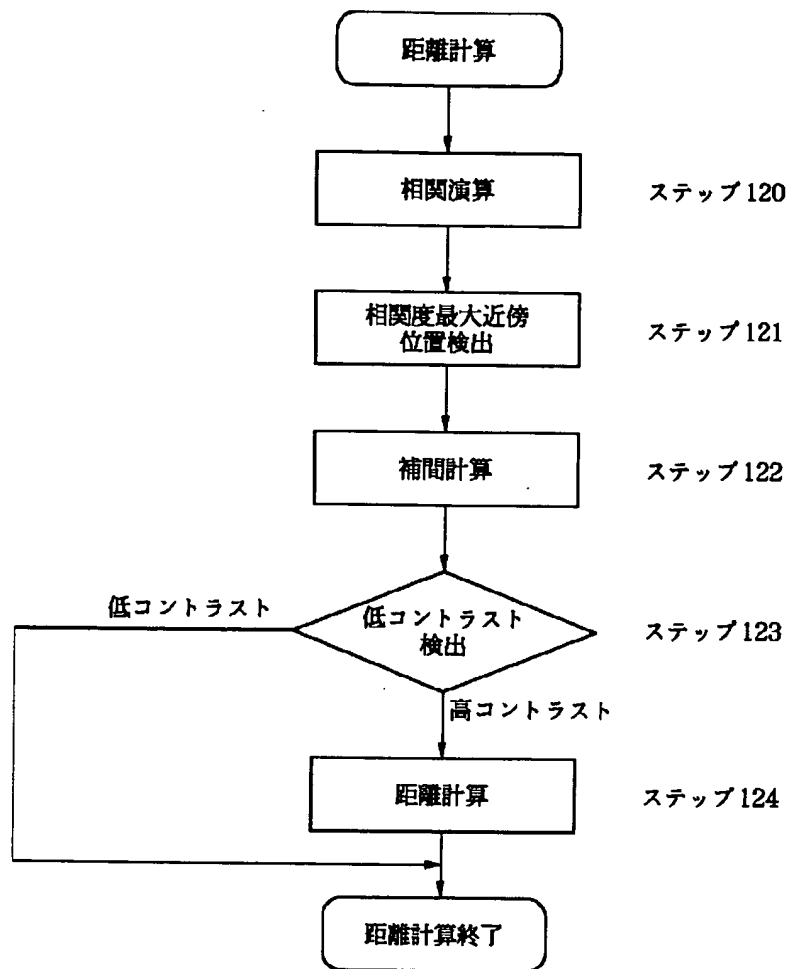 距離計算
相関演算
ステップ 120
相関度最大近傍
位置検出
ステップ 121
補間計算
ステップ 122
低コントラスト
低コントラスト
検出
ステップ 123
高コントラスト
距離計算
ステップ 124
距離計算終了